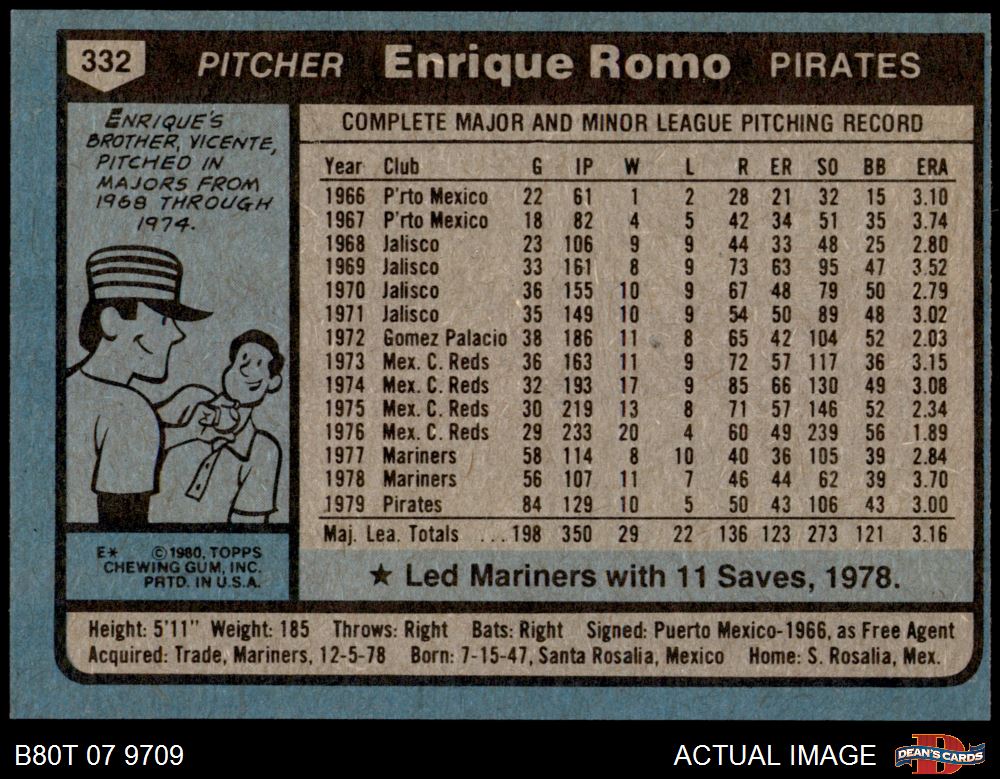 332 PITCHER Enrique Romo PIRATES
ENRIQUE'S
BROTHER, VICENTE,
PITCHED IN
MAJORS FROM
1968 THROUGH
1974.
COMPLETE MAJOR AND MINOR LEAGUE PITCHING RECORD
Year Club G IP W L R ER SO BB ERA
1966 P'rto Mexico 22 61 1 2 28 21 32 15 3.10
1967 P'rto Mexico 18 82 4 5 42 34 51 35 3.74
1968 Jalisco 23 106 9 9 44 33 48 25 2.80
1969 Jalisco 33 161 8 9 73 63 95 47 3.52
1970 Jalisco 36 155 10 9 67 48 79 50 2.79
1971 Jalisco 35 149 10 9 54 50 89 48 3.02
1972 Gomez Palacio 38 186 11 8 65 42 104 52 2.03
1973 Mex. C. Reds 36 163 11 9 72 57 117 36 3.15
1974 Mex. C. Reds 32 193 17 9 85 66 130 49 3.08
1975 Mex. C. Reds 30 219 13 8 71 57 146 52 2.34
1976 Mex. C. Reds 29 233 20 4 60 49 239 56 1.89
1977 Mariners 58 114 8 10 40 36 105 39 2.84
1978 Mariners 56 107 11 7 46 44 62 39 3.70
1979 Pirates 84 129 10 5 50 43 106 43 3.00
Maj. Lea. Totals ... 198 350 29 22 136 123 273 121 3.16
E* © 1980, TOPPS
CHEWING GUM, INC.
PRTD. IN U.S.A.
★ Led Mariners with 11 Saves, 1978.
Height: 5'11" Weight: 185 Throws: Right Bats: Right Signed: Puerto Mexico-1966, as Free Agent
Acquired: Trade, Mariners, 12-5-78 Born: 7-15-47, Santa Rosalia, Mexico Home: S. Rosalia, Mex.
B80T 07 9709 ACTUAL IMAGE D DEAN'S CARDS